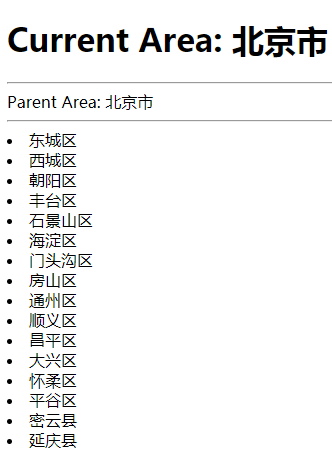 Current Area: 北京市
Parent Area: 北京市
东城区
西城区
朝阳区
丰台区
石景山区
海淀区
门头沟区
房山区
通州区
顺义区
昌平区
大兴区
怀柔区
平谷区
密云县
延庆县